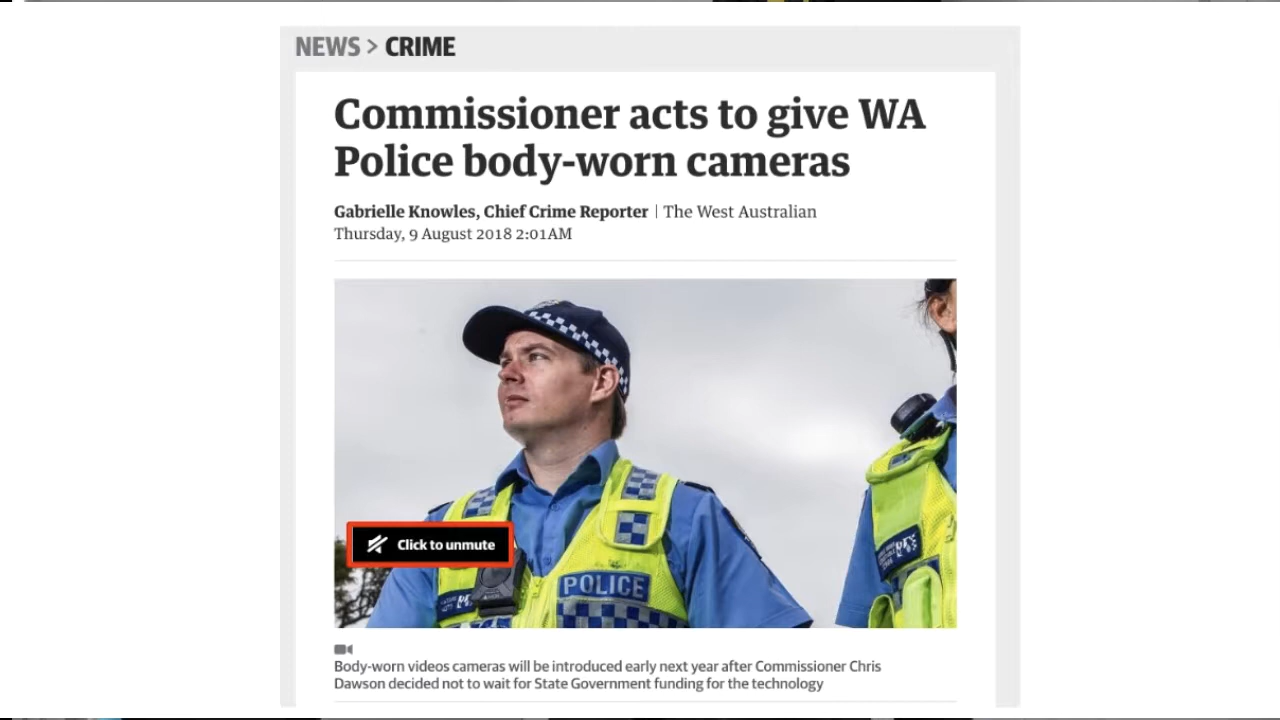 NEWS > CRIME
Commissioner acts to give WA
Police body-worn cameras
Gabrielle Knowles, Chief Crime Reporter | The West Australian
Thursday, 9 August 2018 2:01AM
Click to unmute
POLICE
Body-worn videos cameras will be introduced early next year after Commissioner Chris
Dawson decided not to wait for State Government funding for the technology